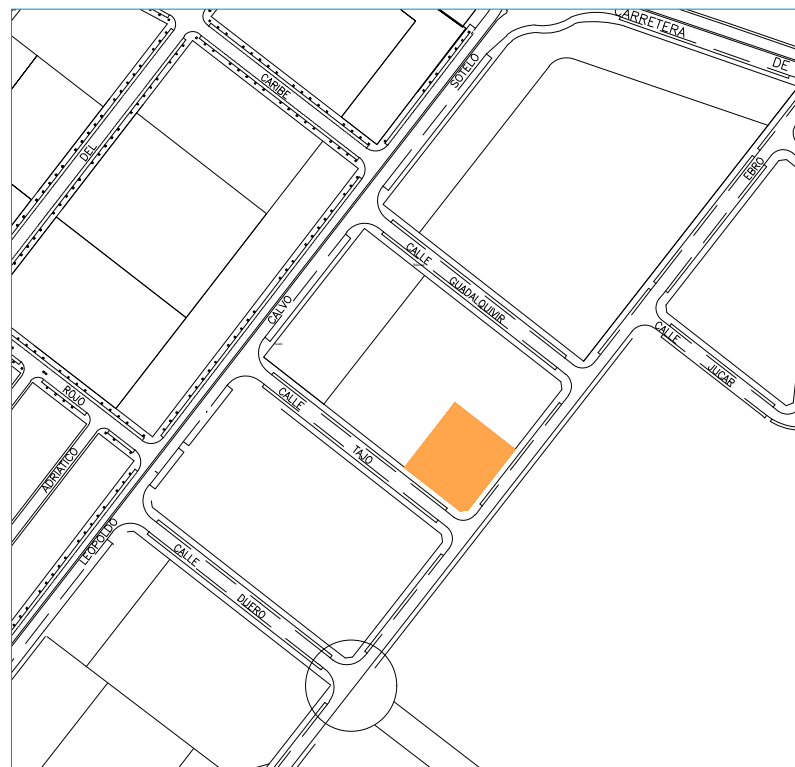 CARRETERA
DE
SOTELO
CARIBE
DEL
EBRO
CALLE
GUADALQUIVIR
CALVO
CALLE
JUCAR
ROJO
CALLE
TAJO
ADRIATICO
LEOPOLDO
CALLE
DUERO